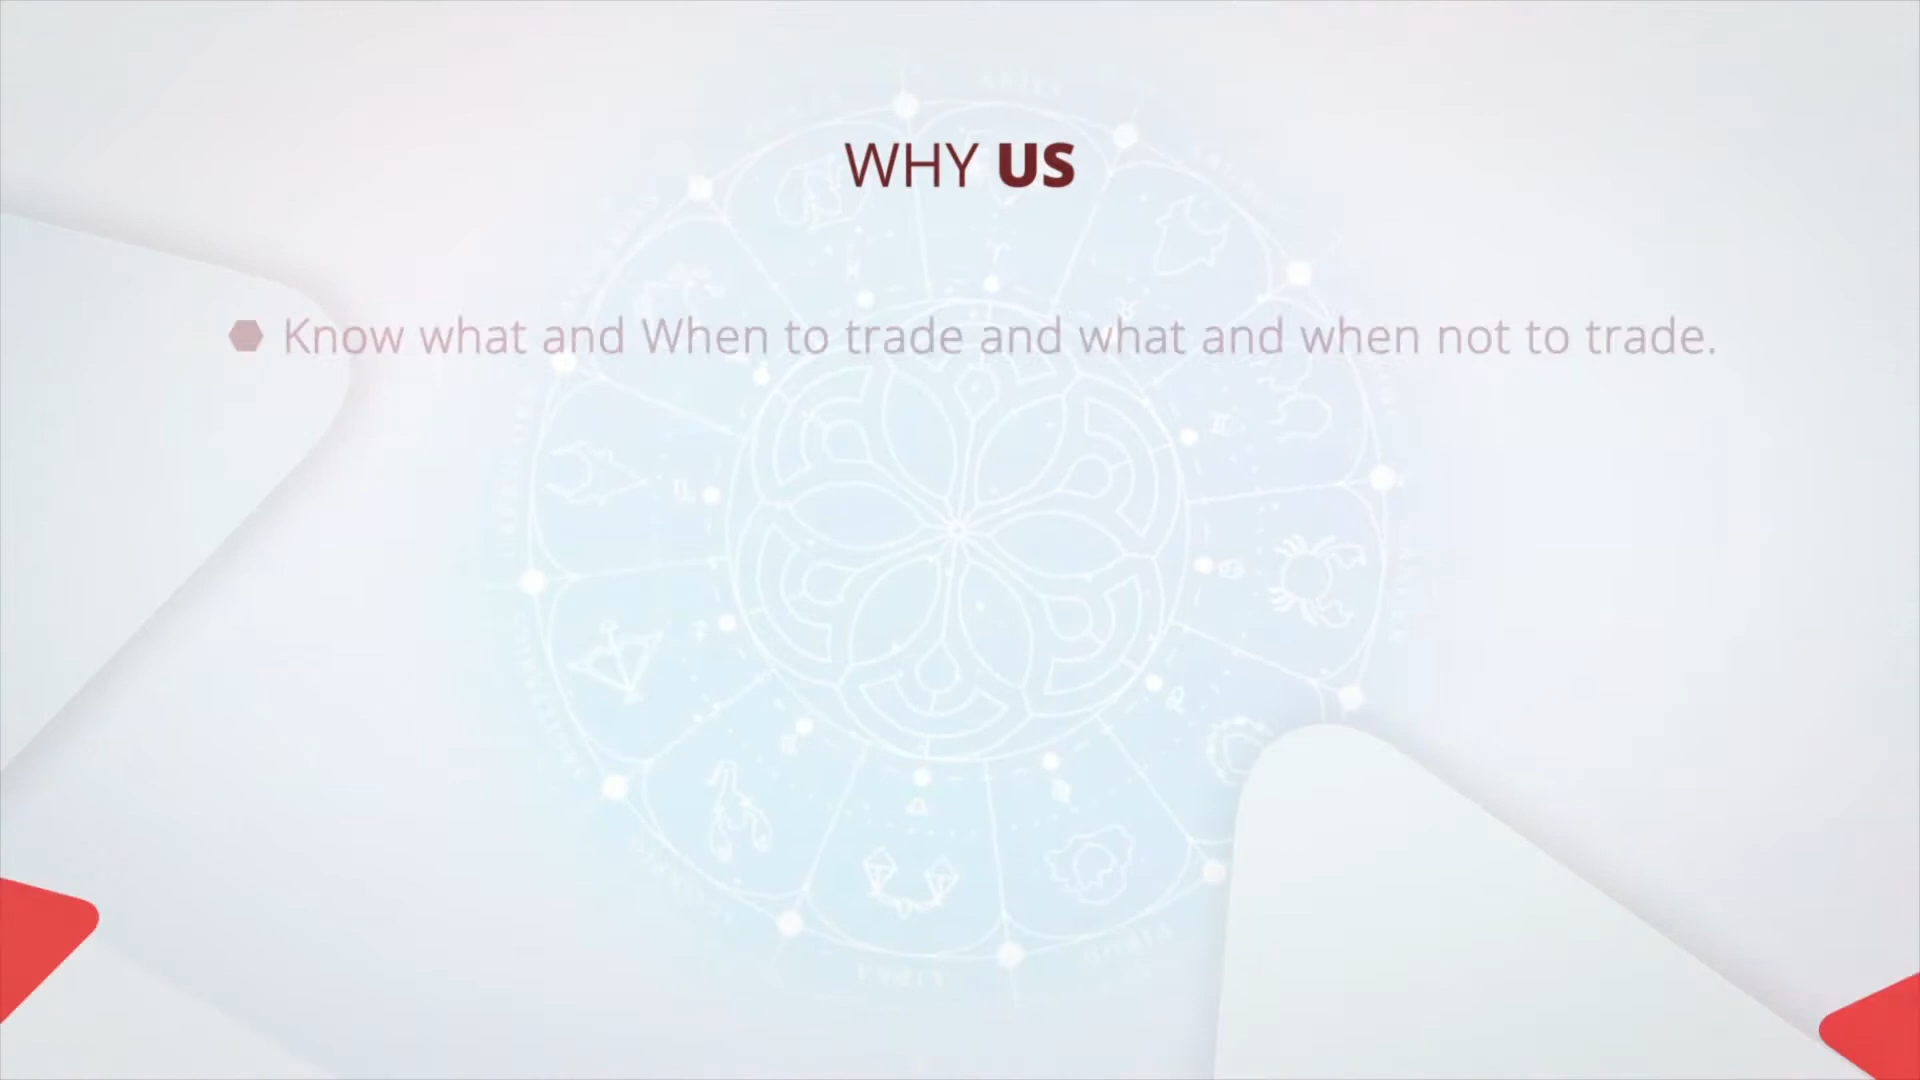 WHY US
Know what and When to trade and what and when not to trade.